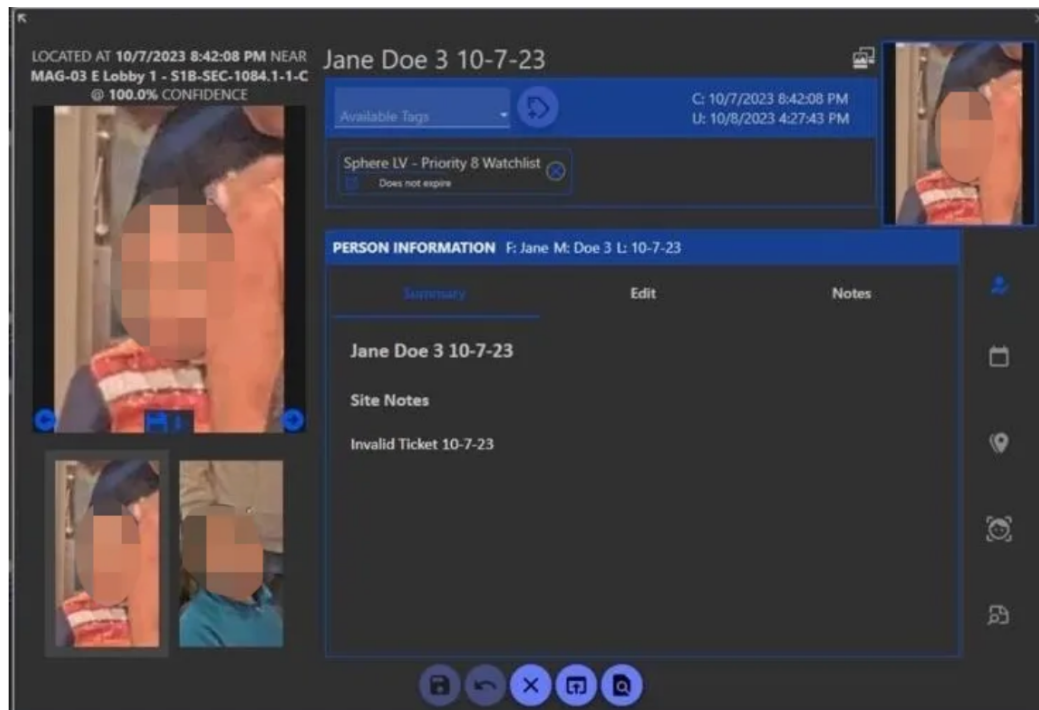 LOCATED AT 10/7/2023 8:42:08 PM NEAR
MAG-03 E Lobby 1 - S1B-SEC-1084.1-1-C
@ 100.0% CONFIDENCE
Jane Doe 3 10-7-23
Available Tags
C: 10/7/2023 8:42:08 PM
U: 10/8/2023 4:27:43 PM
Sphere LV - Priority 8 Watchlist
Does not expire
PERSON INFORMATION F: Jane M: Doe 3 L: 10-7-23
Summary Edit Notes
Jane Doe 3 10-7-23
Site Notes
Invalid Ticket 10-7-23